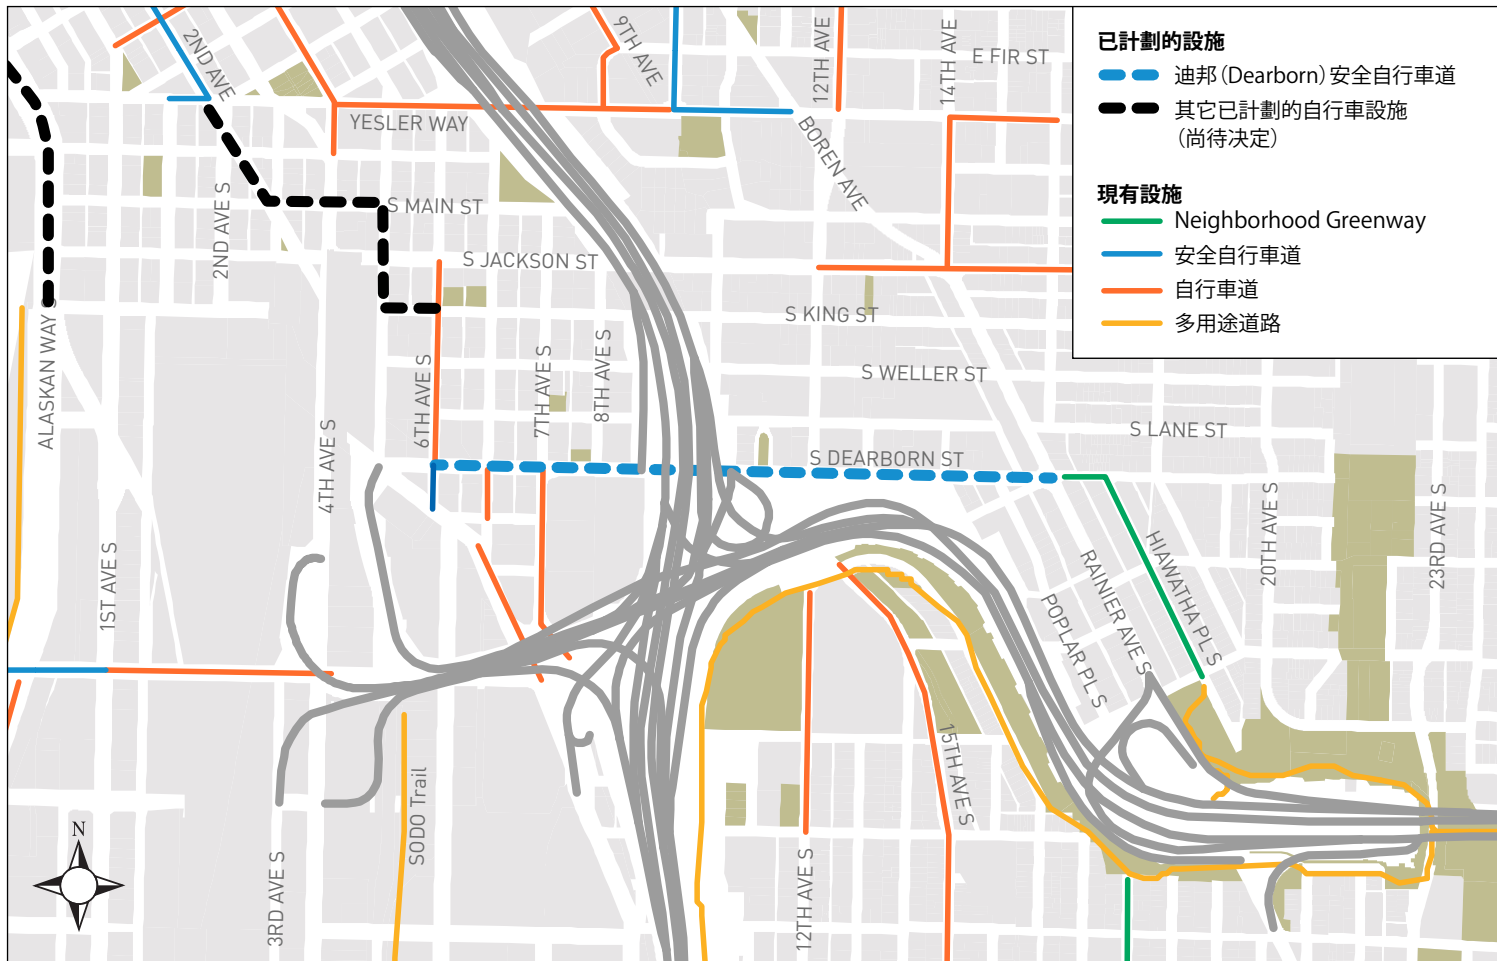 已計劃的設施
迪邦（Dearborn）安全自行車道
其它已計劃的自行車設施
（尚待決定）
現有設施
Neighborhood Greenway
安全自行車道
自行車道
多用途道路
2ND AVE
9TH AVE
12TH AVE
14TH AVE
E FIR ST
YESLER WAY
BOREN AVE
2ND AVE S
S MAIN ST
S JACKSON ST
S KING ST
ALASKAN WAY S
6TH AVE S
7TH AVE S
8TH AVE S
S WELLER ST
4TH AVE S
S LANE ST
S DEARBORN ST
1ST AVE S
HIAWATHA PL S
RAINIER AVE S
POPLAR PL S
20TH AVE S
23RD AVE S
15TH AVE S
SODO Trail
N
3RD AVE S
12TH AVE S